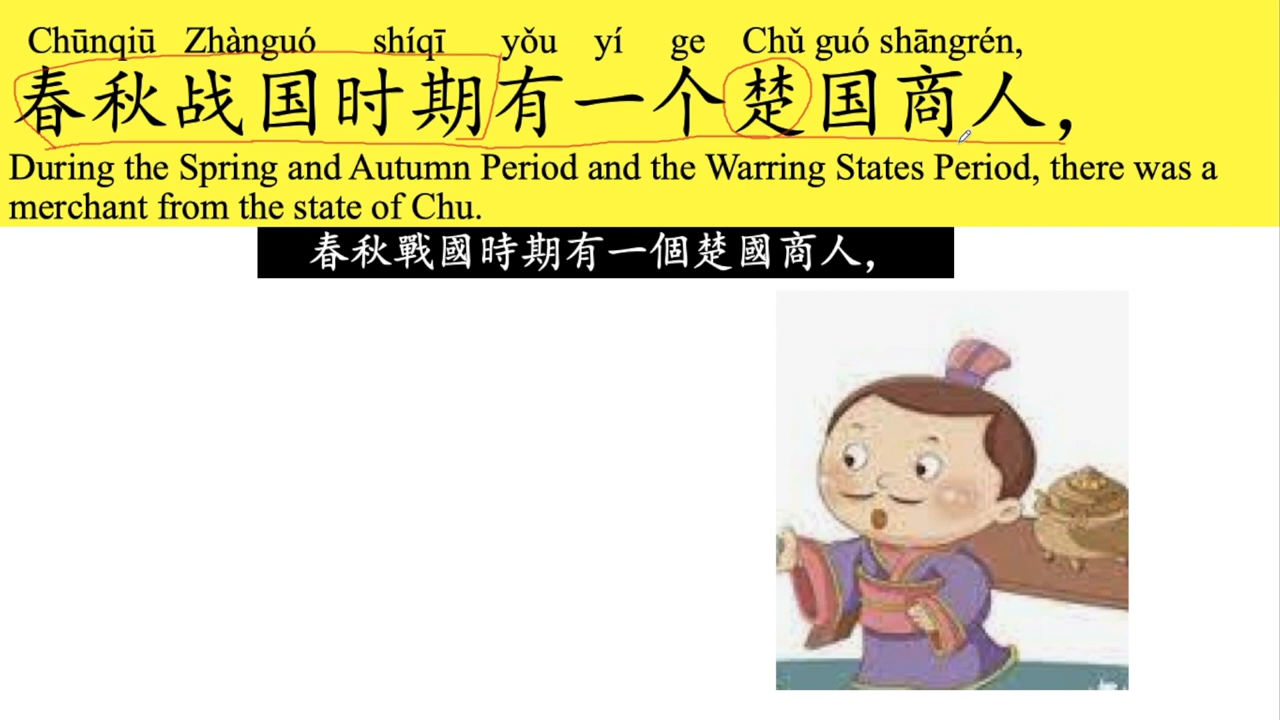 Chūnqiū Zhànguó shíqī yǒu yí ge Chǔ guó shāngrén,
春秋战国时期有一个楚国商人，
During the Spring and Autumn Period and the Warring States Period, there was a
merchant from the state of Chu.
春秋戰國時期有一個楚國商人，